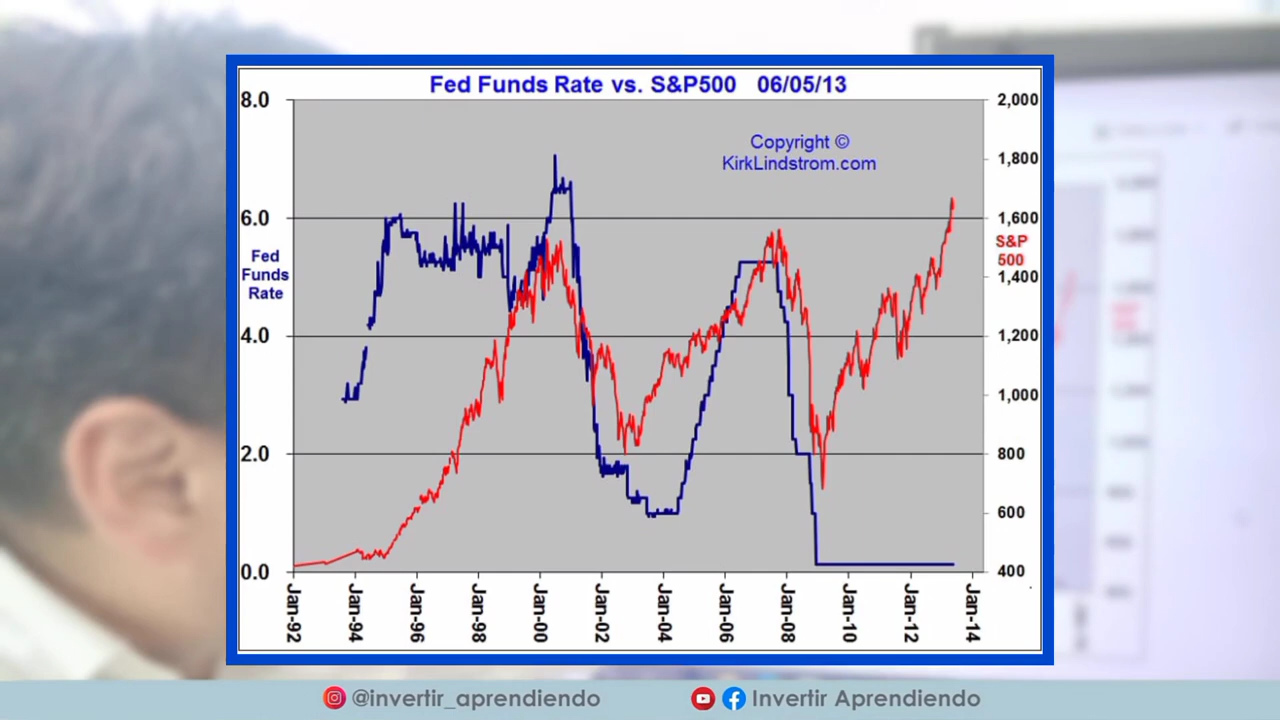 Fed Funds Rate vs. S&P500 06/05/13
8.0
6.0
4.0
2.0
0.0
Fed
Funds
Rate
Copyright ©
KirkLindstrom.com
2,000
1,800
1,600
S&P
500
1,400
1,200
1,000
800
600
400
Jan-92
Jan-94
Jan-96
Jan-98
Jan-00
Jan-02
Jan-04
Jan-06
Jan-08
Jan-10
Jan-12
Jan-14
@invertir_aprendiendo
Invertir Aprendiendo